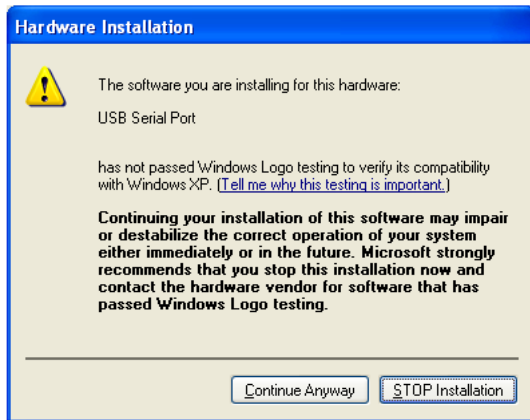 Hardware Installation
The software you are installing for this hardware:
USB Serial Port
has not passed Windows Logo testing to verify its compatibility
with Windows XP. (Tell me why this testing is important.)
Continuing your installation of this software may impair
or destabilize the correct operation of your system
either immediately or in the future. Microsoft strongly
recommends that you stop this installation now and
contact the hardware vendor for software that has
passed Windows Logo testing.
Continue Anyway STOP Installation